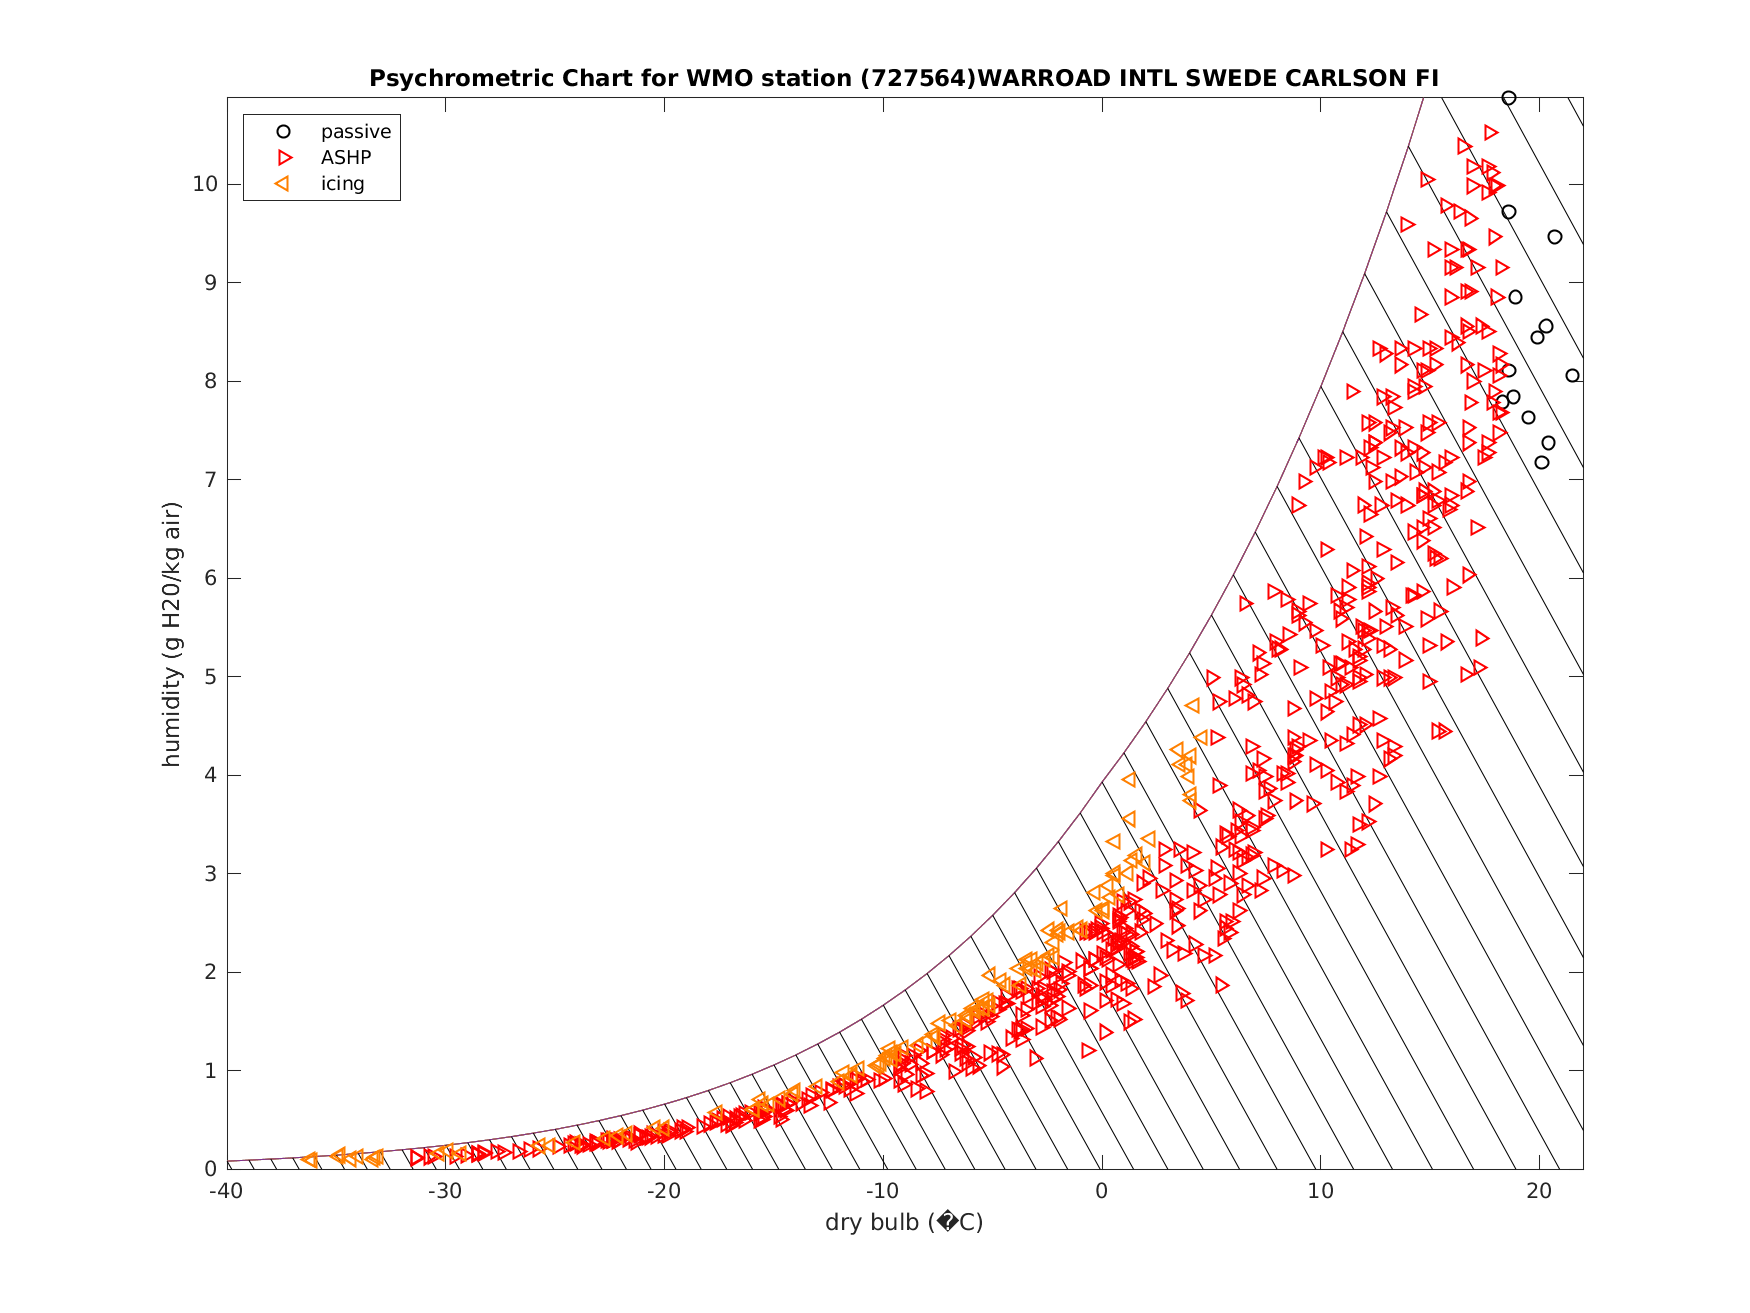 Psychrometric Chart for WMO station (727564)WARROAD INTL SWEDE CARLSON FI
passive
ASHP
icing
humidity (g H20/kg air)
10
9
8
7
6
5
4
3
2
1
0
-40 -30 -20 -10 0 10 20
dry bulb (�C)